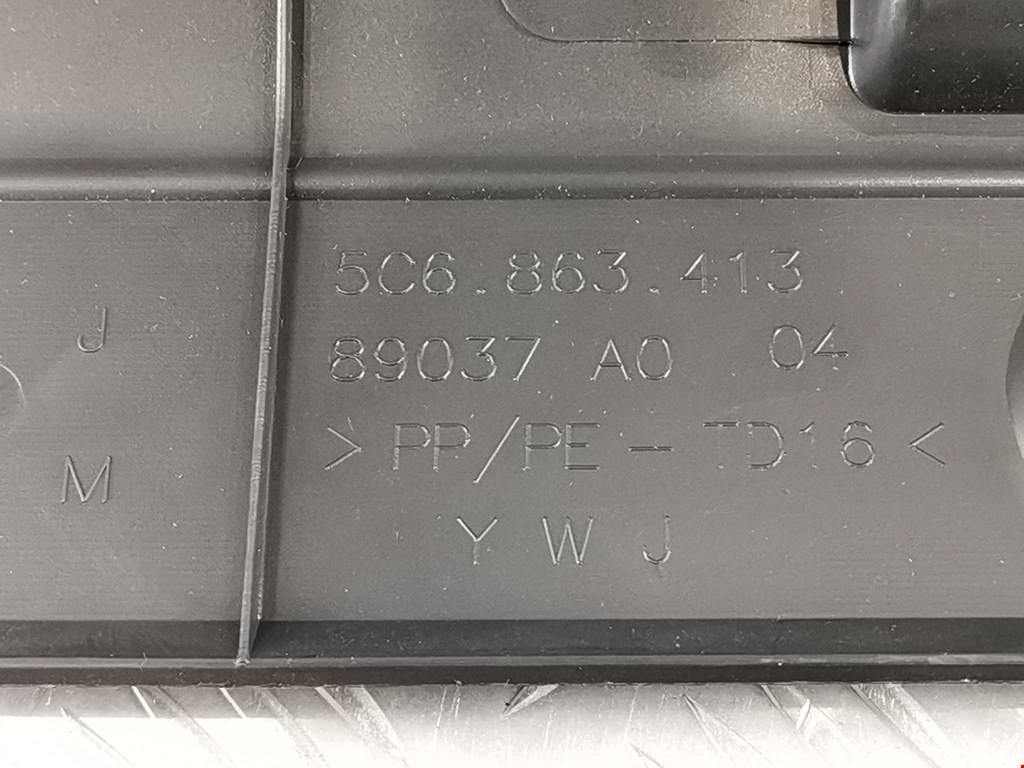 5C6.863.413
89037 A0 04
>PP/PE-TD16<
Y W J
J
M